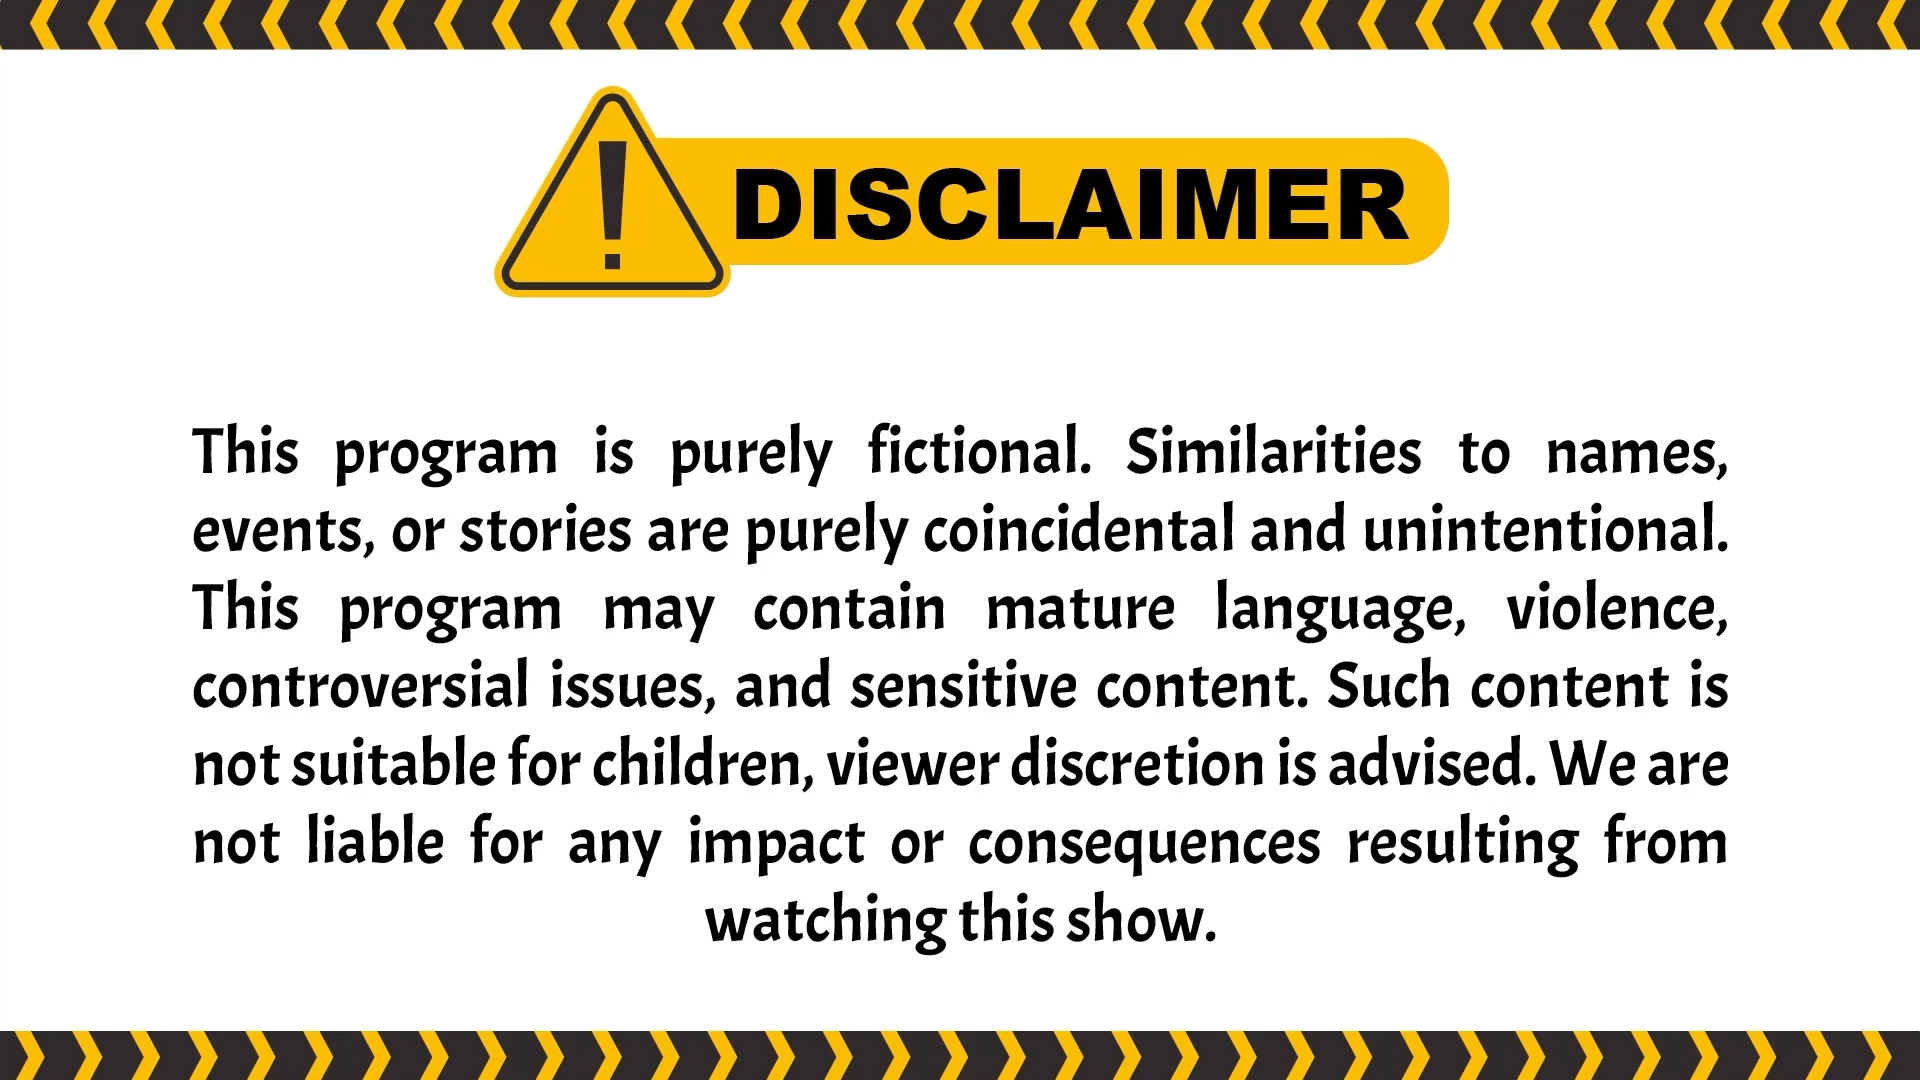 DISCLAIMER
This program is purely fictional. Similarities to names,
events, or stories are purely coincidental and unintentional.
This program may contain mature language, violence,
controversial issues, and sensitive content. Such content is
not suitable for children, viewer discretion is advised. We are
not liable for any impact or consequences resulting from
watching this show.